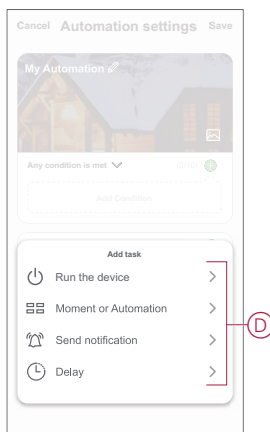 Cancel Automation settings Save
My Automation
Any condition is met
Add Condition
Add task
Run the device
Moment or Automation
Send notification
Delay
D